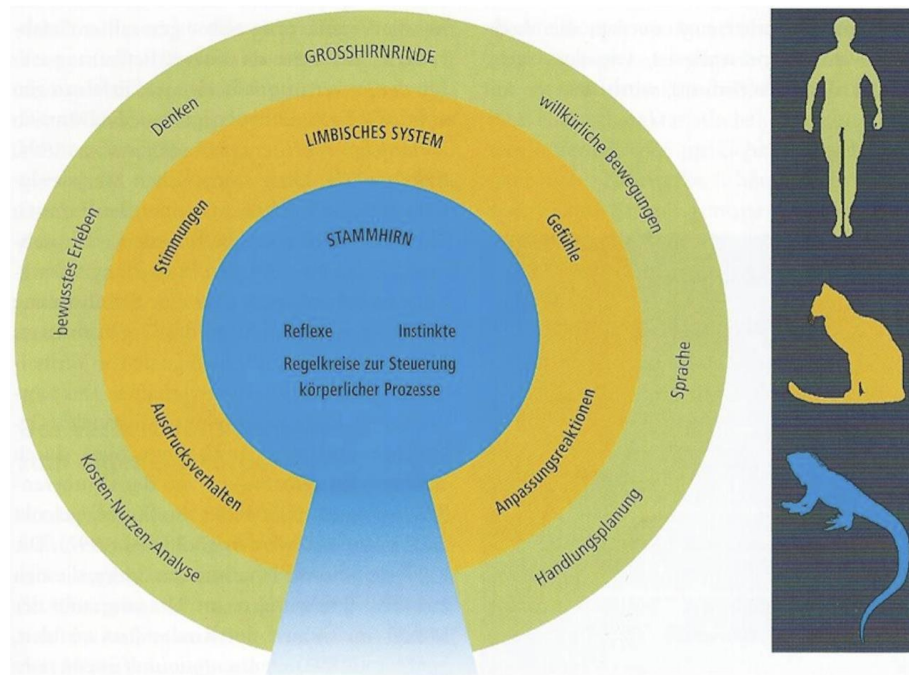 GROSSHIRNRINDE
Denken
willkürliche Bewegungen
bewusstes Erleben
Sprache
Kosten-Nutzen-Analyse
Handlungsplanung
LIMBISCHES SYSTEM
Stimmungen
Gefühle
Ausdrucksverhalten
Anpassungsreaktionen
STAMMHIRN
Reflexe Instinkte
Regelkreise zur Steuerung
körperlicher Prozesse